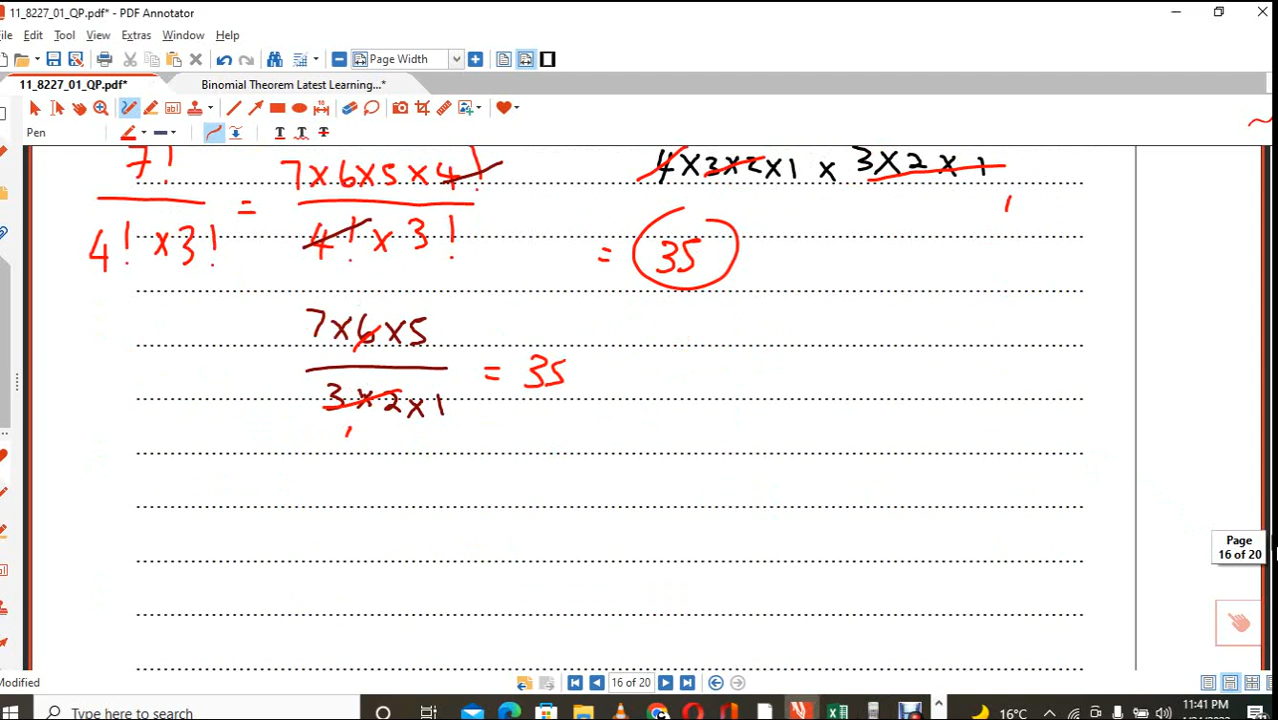 11_8227_01_QP.pdf* - PDF Annotator
ile Edit Tool View Extras Window Help
Page Width
11_8227_01_QP.pdf* Binomial Theorem Latest Learning...*
Pen
7! / 4! × 3! = 7×6×5×4! / 4! × 3!
4×3×2×1 × 3×2×1
= 35
7×6×5 / 3×2×1 = 35
Page
16 of 20
Modified
16 of 20
Type here to search
16°C
11:41 PM